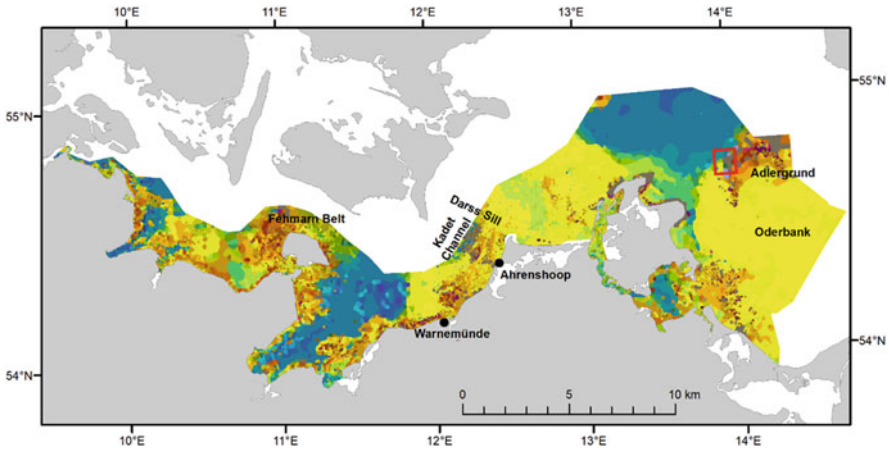 10°E 11°E 12°E 13°E 14°E
55°N
55°N
Adlergrund
Darss Sill
Fehmarn Belt
Kadet
Channel
Oderbank
Ahrenshoop
Warnemünde
54°N
54°N
0 5 10 km
10°E 11°E 12°E 13°E 14°E